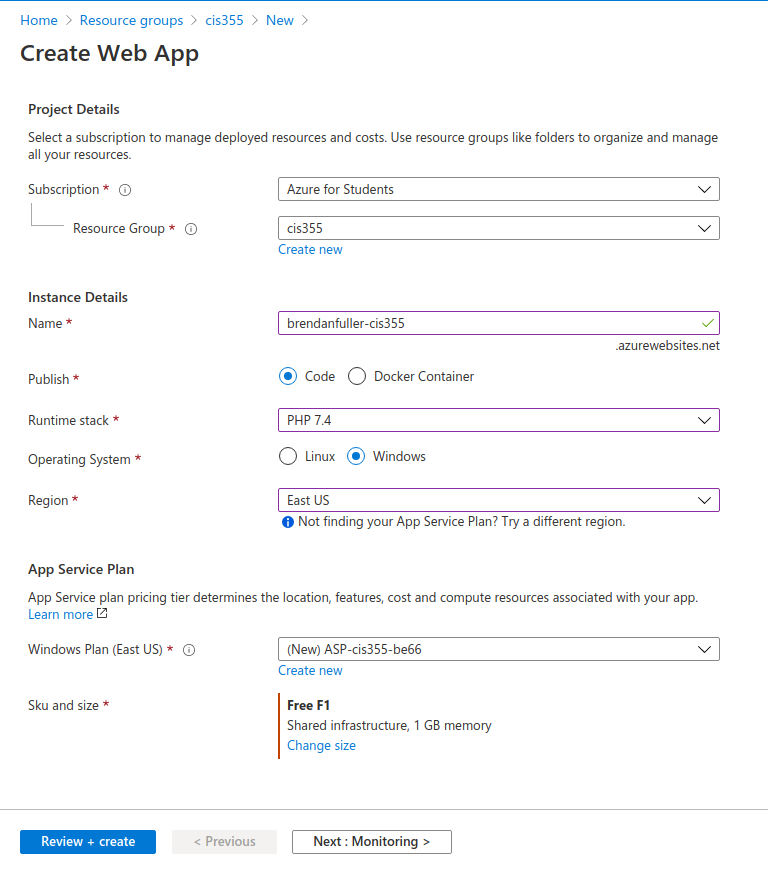 Home > Resource groups > cis355 > New >
Create Web App
Project Details
Select a subscription to manage deployed resources and costs. Use resource groups like folders to organize and manage
all your resources.
Subscription *
Azure for Students
Resource Group *
cis355
Create new
Instance Details
Name *
brendanfuller-cis355
.azurewebsites.net
Publish *
Code Docker Container
Runtime stack *
PHP 7.4
Operating System *
Linux Windows
Region *
East US
Not finding your App Service Plan? Try a different region.
App Service Plan
App Service plan pricing tier determines the location, features, cost and compute resources associated with your app.
Learn more
Windows Plan (East US) *
(New) ASP-cis355-be66
Create new
Sku and size *
Free F1
Shared infrastructure, 1 GB memory
Change size
Review + create < Previous Next : Monitoring >